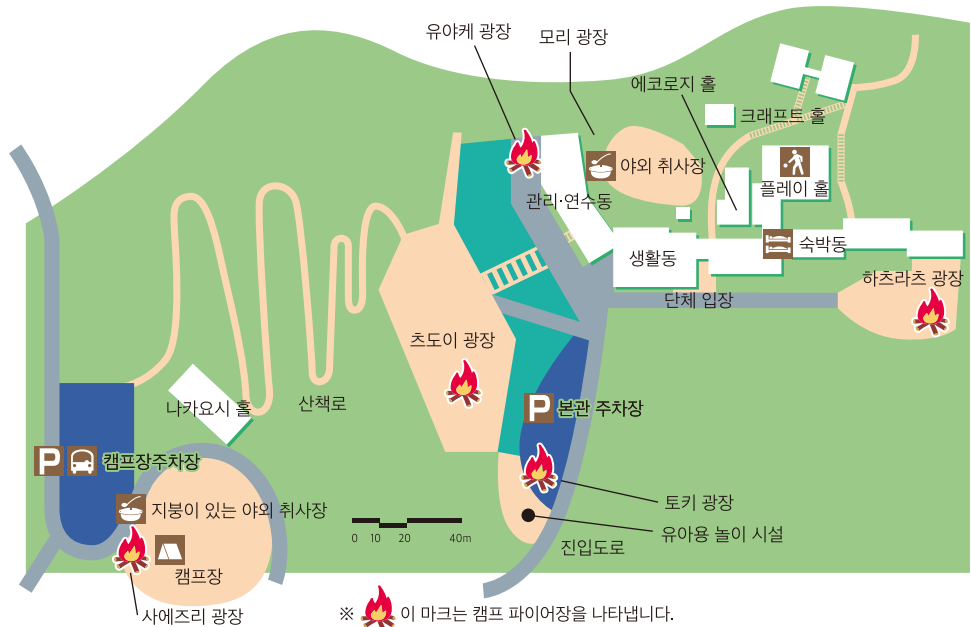 유야케 광장
모리 광장
에코로지 홀
크래프트 홀
야외 취사장
플레이 홀
관리·연수동
생활동
숙박동
하츠라츠 광장
단체 입장
츠도이 광장
산책로
나카요시 홀
P
본관 주차장
P
캠프장주차장
지붕이 있는 야외 취사장
토키 광장
유아용 놀이 시설
진입도로
0 10 20 40m
캠프장
사에즈리 광장
※ 이 마크는 캠프 파이어장을 나타냅니다.